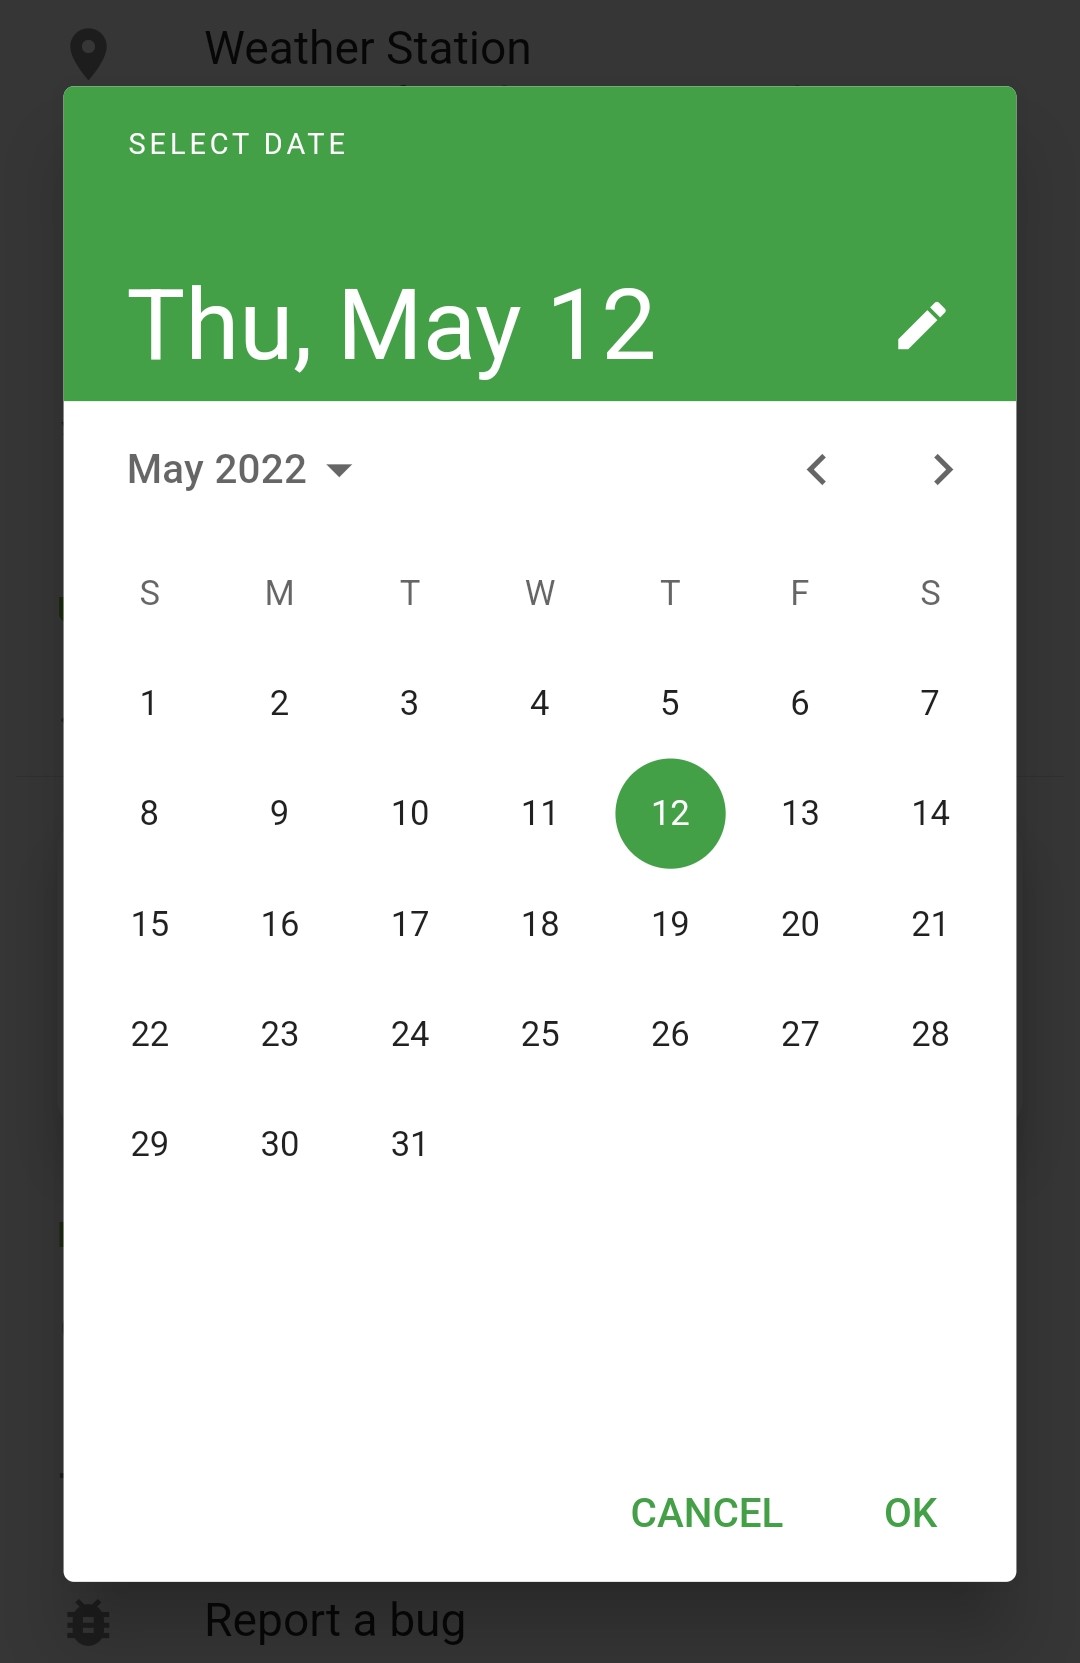 Weather Station
SELECT DATE
Thu, May 12
May 2022
S M T W T F S
1 2 3 4 5 6 7
8 9 10 11 12 13 14
15 16 17 18 19 20 21
22 23 24 25 26 27 28
29 30 31
CANCEL OK
Report a bug